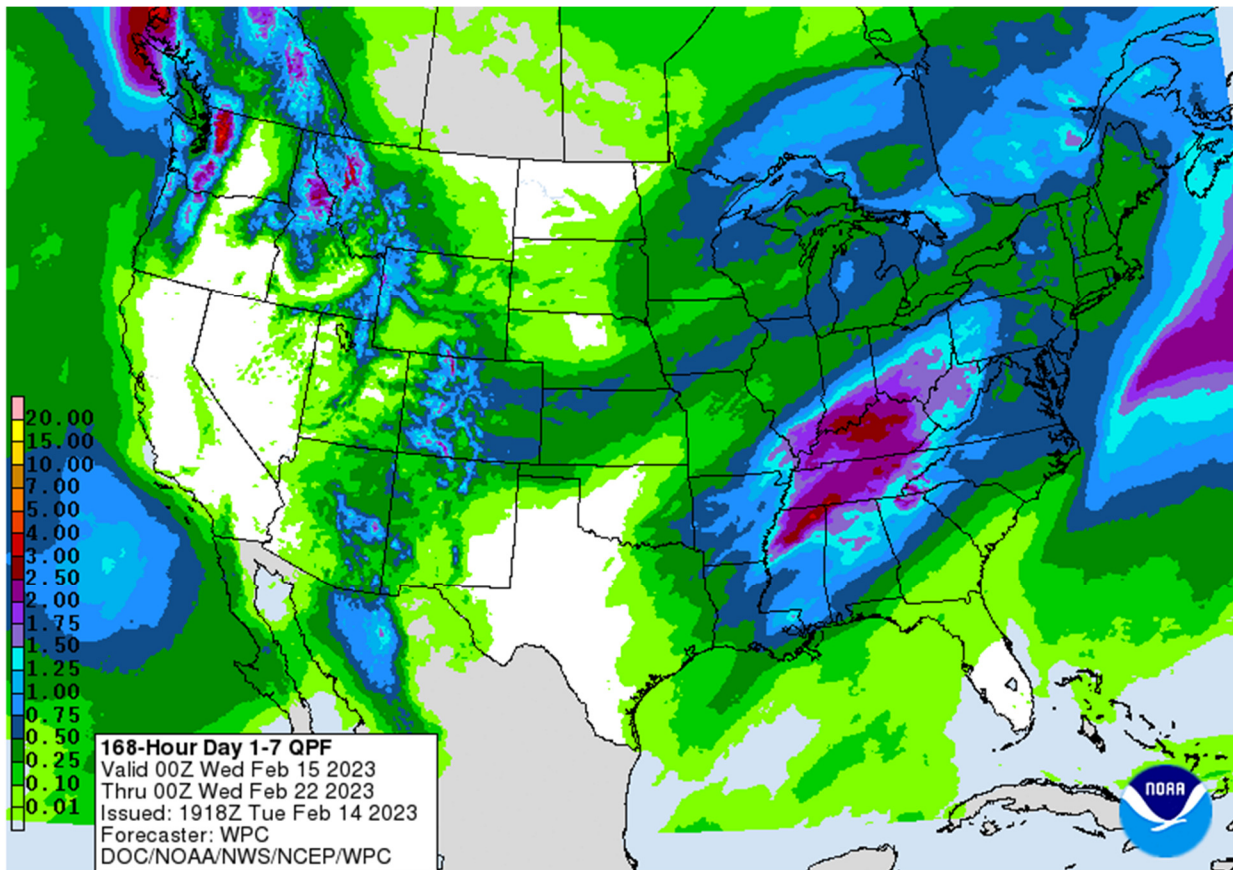 20.00
15.00
10.00
7.00
5.00
4.00
3.00
2.50
2.00
1.75
1.50
1.25
1.00
0.75
0.50
0.25
0.10
0.01
168-Hour Day 1-7 QPF
Valid 00Z Wed Feb 15 2023
Thru 00Z Wed Feb 22 2023
Issued: 1918Z Tue Feb 14 2023
Forecaster: WPC
DOC/NOAA/NWS/NCEP/WPC
NOAA